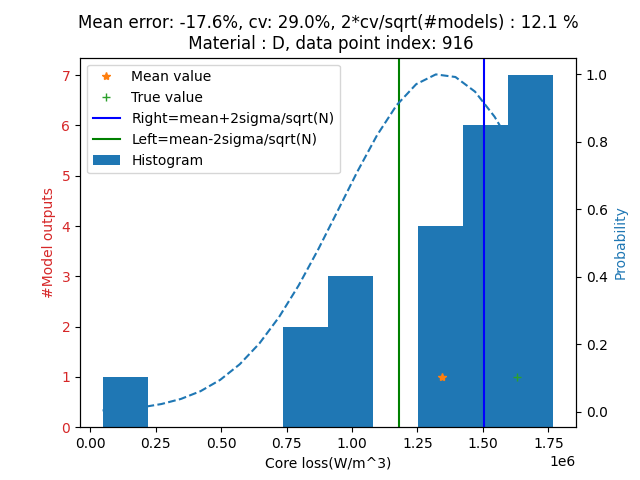 Mean error: -17.6%, cv: 29.0%, 2*cv/sqrt(#models) : 12.1 %
Material : D, data point index: 916
Mean value
True value
Right=mean+2sigma/sqrt(N)
Left=mean-2sigma/sqrt(N)
Histogram
#Model outputs
7
6
5
4
3
2
1
0
1.0
0.8
0.6
0.4
0.2
0.0
Probability
0.00 0.25 0.50 0.75 1.00 1.25 1.50 1.75
1e6
Core loss(W/m^3)